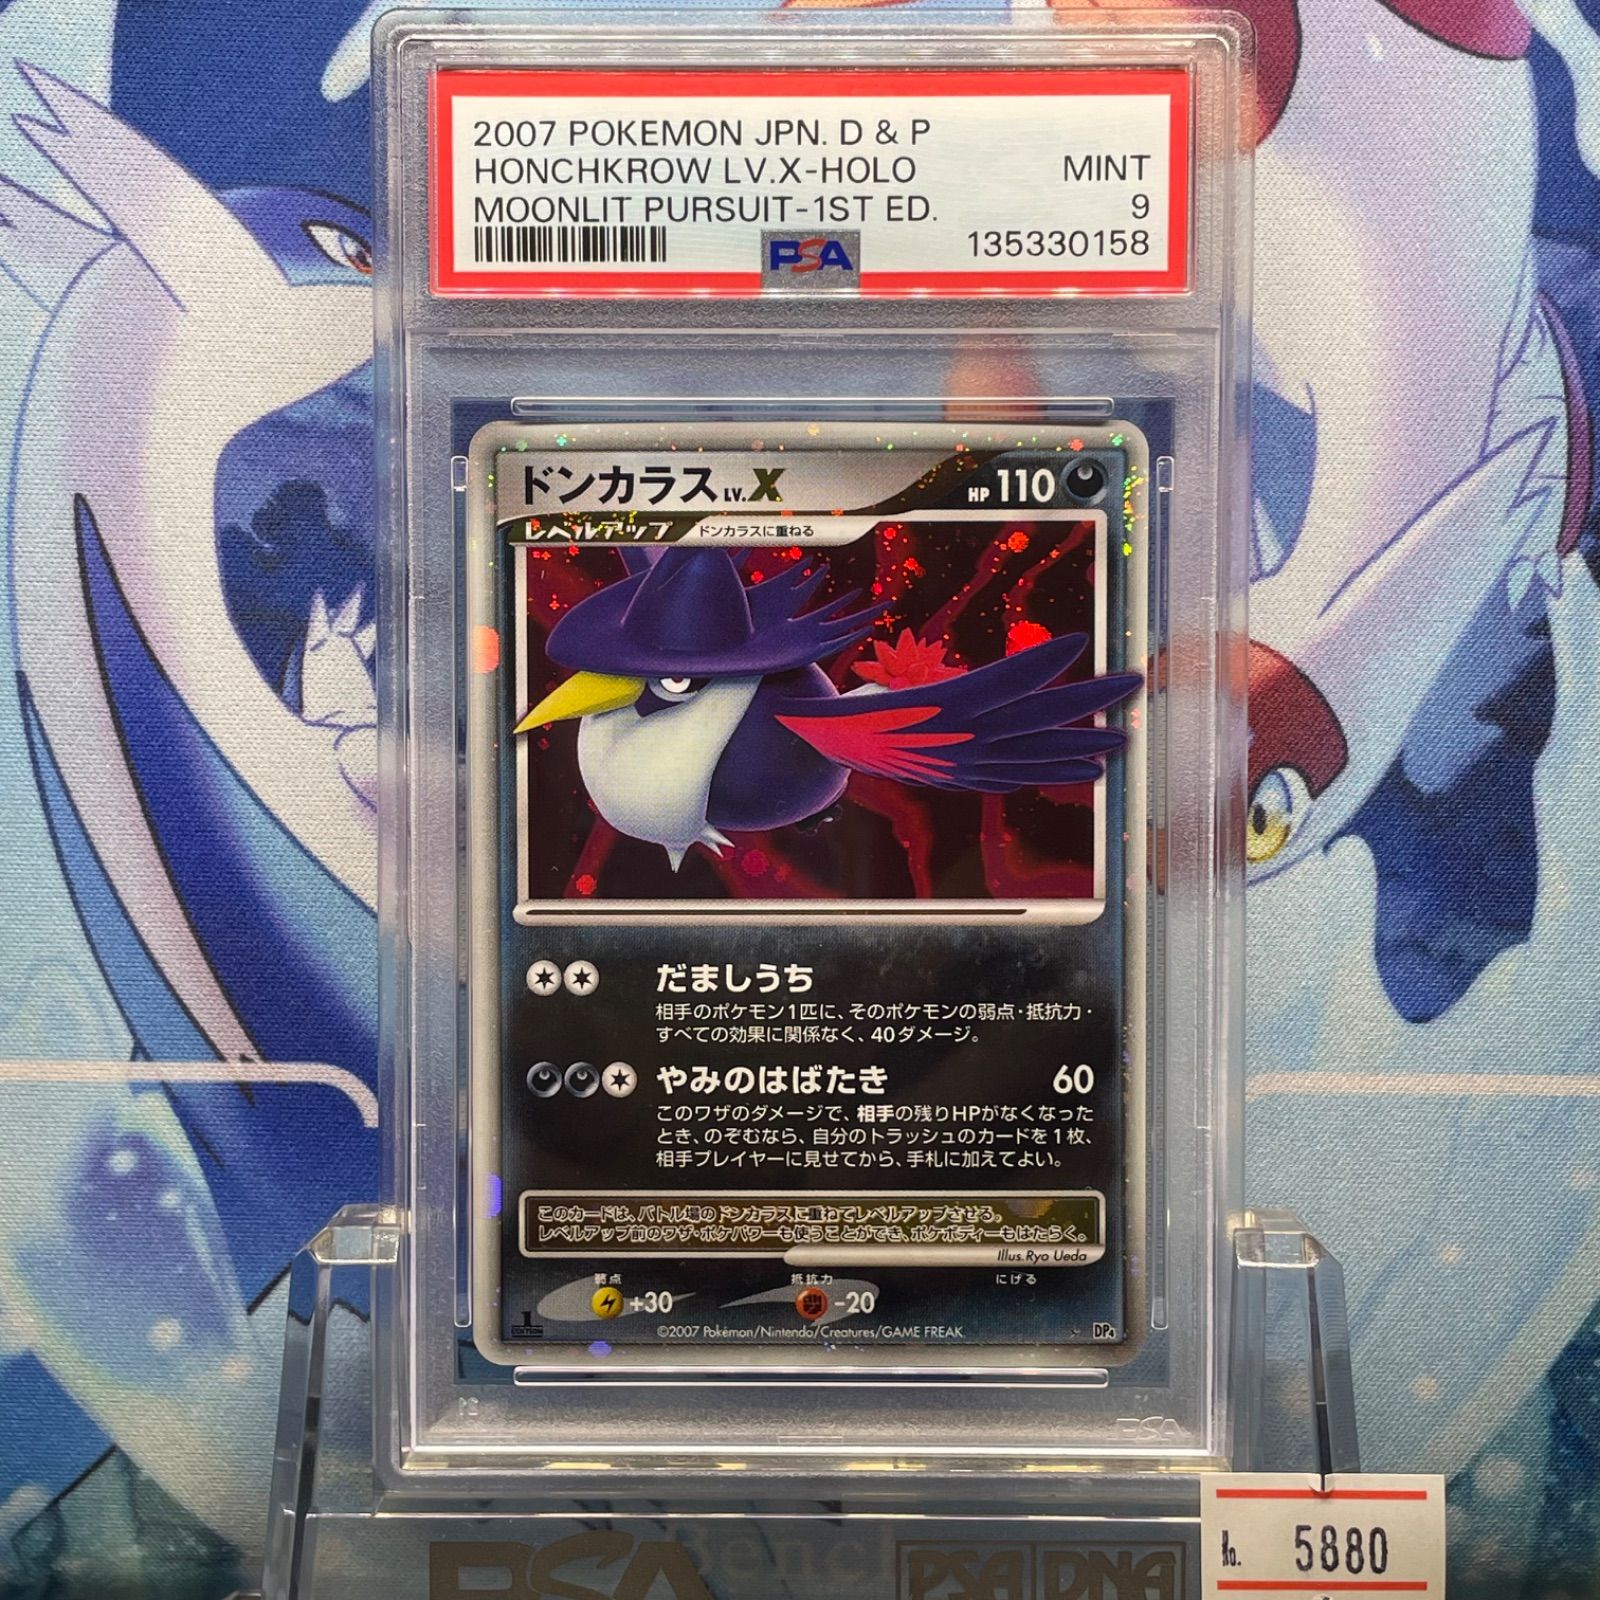 2007 POKEMON JPN. D & P
HONCHKROW LV.X-HOLO
MINT
MOONLIT PURSUIT-1ST ED.
9
PSA
135330158
ドンカラス LV.X
HP 110
レベルアップ
ドンカラスに重ねる
だましうち
相手のポケモン1匹に、そのポケモンの弱点・抵抗力・
すべての効果に関係なく、40ダメージ。
やみのはばたき 60
このワザのダメージで、相手の残りHPがなくなった
とき、のぞむなら、自分のトラッシュのカードを1枚、
相手プレイヤーに見せてから、手札に加えてよい。
このカードは、バトル場のドンカラスに重ねてレベルアップさせる。
レベルアップ前のワザ・ポケパワーも使うことができ、ポケボディーもはたらく。
Illus. Ryo Ueda
弱点 抵抗力 にげる
+30 -20
1 EDITION
©2007 Pokémon/Nintendo/Creatures/GAME FREAK.
DP4
PSA
PSA PSA DNA
No. 5880